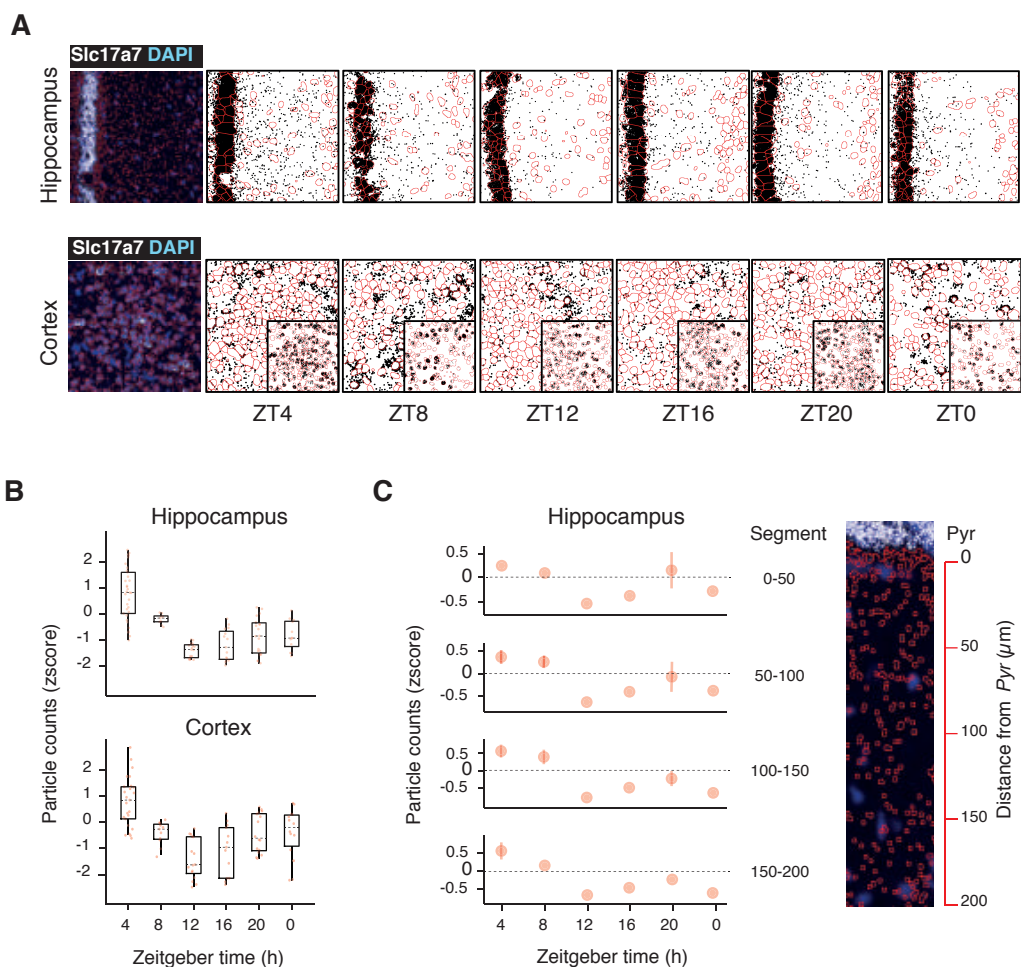 A
Slc17a7 DAPI
Hippocampus
Slc17a7 DAPI
Cortex
ZT4 ZT8 ZT12 ZT16 ZT20 ZT0
B
Hippocampus
2
1
0
-1
-2
Cortex
2
1
0
-1
-2
Particle counts (zscore)
4 8 12 16 20 0
Zeitgeber time (h)
C
Hippocampus
Segment
0.5
0
-0.5
0-50
0.5
0
-0.5
50-100
0.5
0
-0.5
100-150
0.5
0
-0.5
150-200
Particle counts (zscore)
4 8 12 16 20 0
Zeitgeber time (h)
Pyr
0
50
100
150
200
Distance from Pyr (µm)